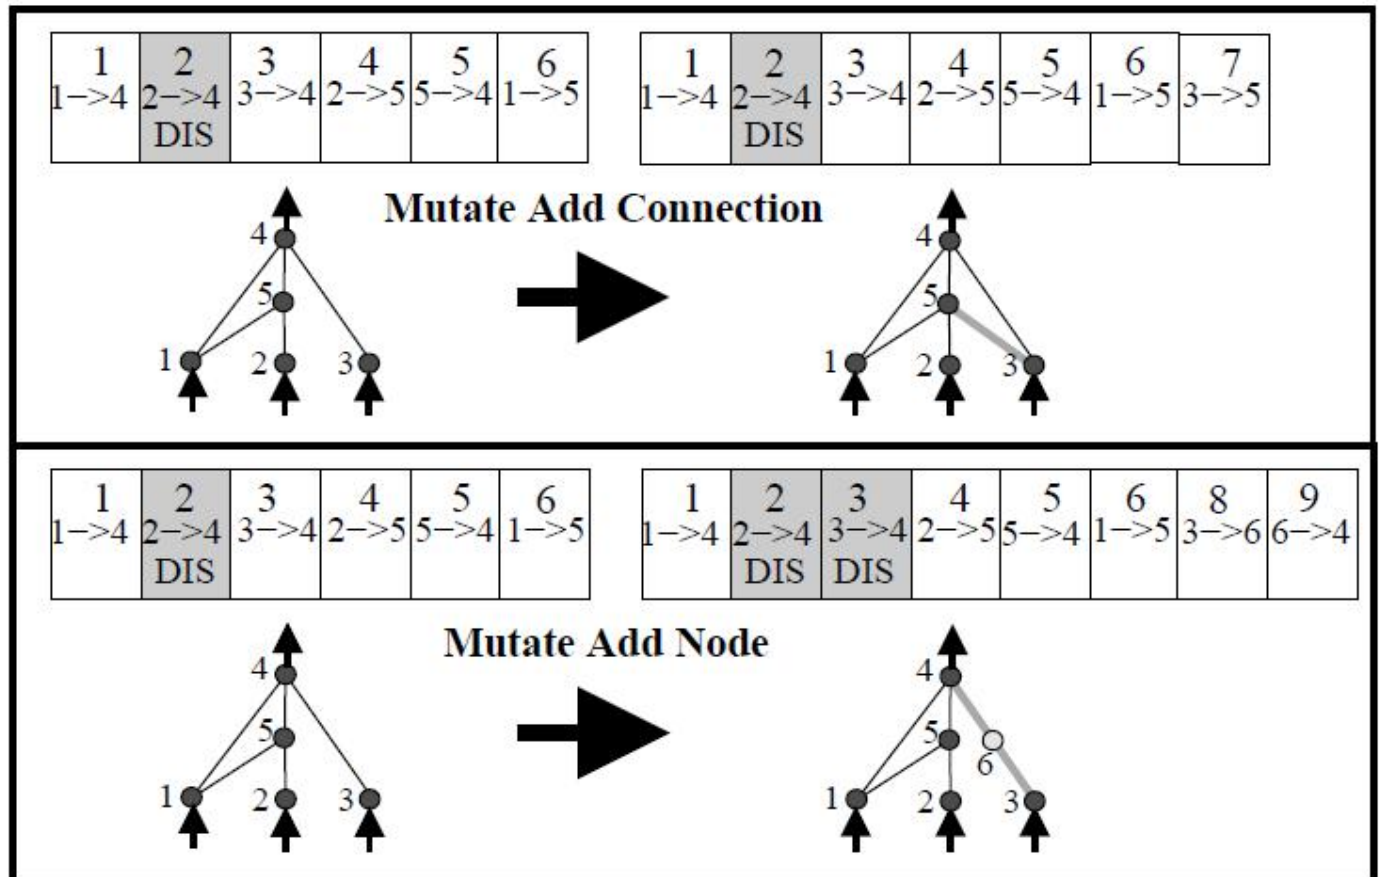 1 2 3 4 5 6
1->4 2->4 3->4 2->5 5->4 1->5
DIS
1 2 3 4 5 6 7
1->4 2->4 3->4 2->5 5->4 1->5 3->5
DIS
Mutate Add Connection
4
5
1 2 3
4
5
1 2 3
1 2 3 4 5 6
1->4 2->4 3->4 2->5 5->4 1->5
DIS
1 2 3 4 5 6 8 9
1->4 2->4 3->4 2->5 5->4 1->5 3->6 6->4
DIS DIS
Mutate Add Node
4
5
1 2 3
4
5 6
1 2 3